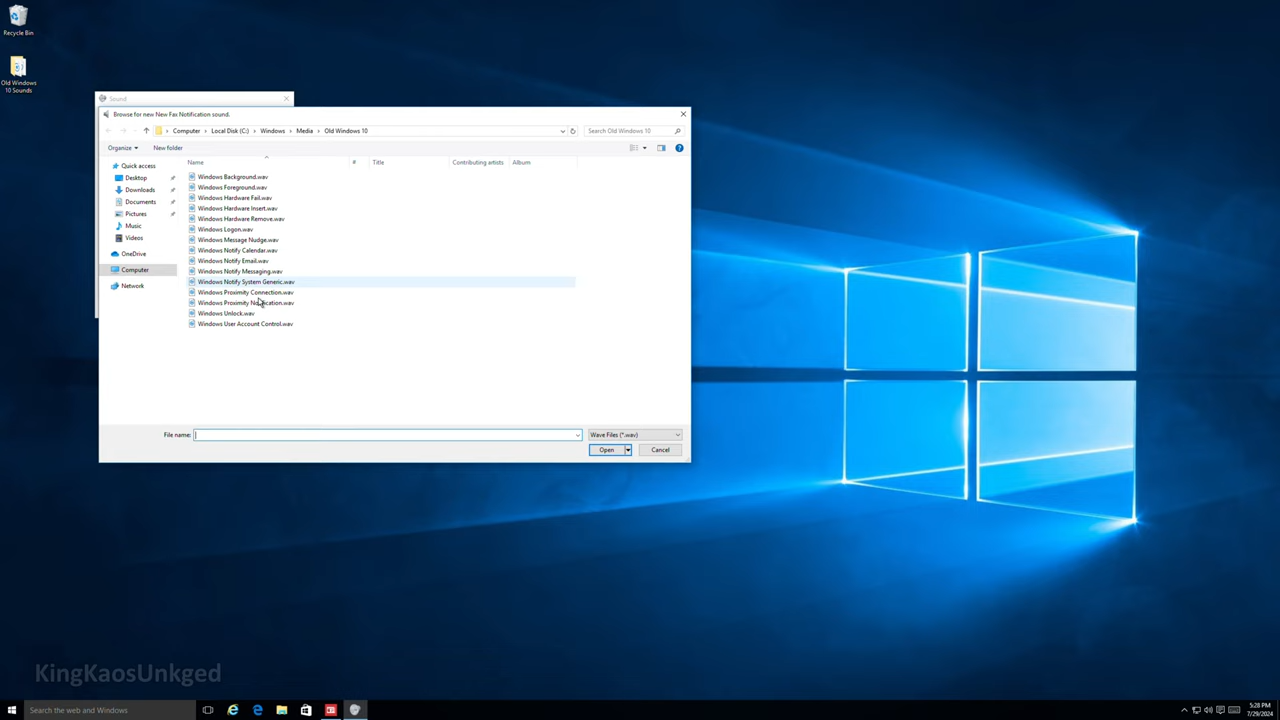 Recycle Bin
Old Windows
10 Sounds
Sound
Browse for new New Fax Notification sound.
Computer
Local Disk (C:)
Windows
Media
Old Windows 10
Search Old Windows 10
Organize
New folder
Name
#
Title
Contributing artists
Album
Quick access
Desktop
Downloads
Documents
Pictures
Music
Videos
OneDrive
Computer
Network
Windows Background.wav
Windows Foreground.wav
Windows Hardware Fail.wav
Windows Hardware Insert.wav
Windows Hardware Remove.wav
Windows Logon.wav
Windows Message Nudge.wav
Windows Notify Calendar.wav
Windows Notify Email.wav
Windows Notify Messaging.wav
Windows Notify System Generic.wav
Windows Proximity Connection.wav
Windows Proximity Notification.wav
Windows Unlock.wav
Windows User Account Control.wav
File name:
Wave Files (*.wav)
Open
Cancel
KingKaosUnkged
Search the web and Windows
5:28 PM
7/29/2024